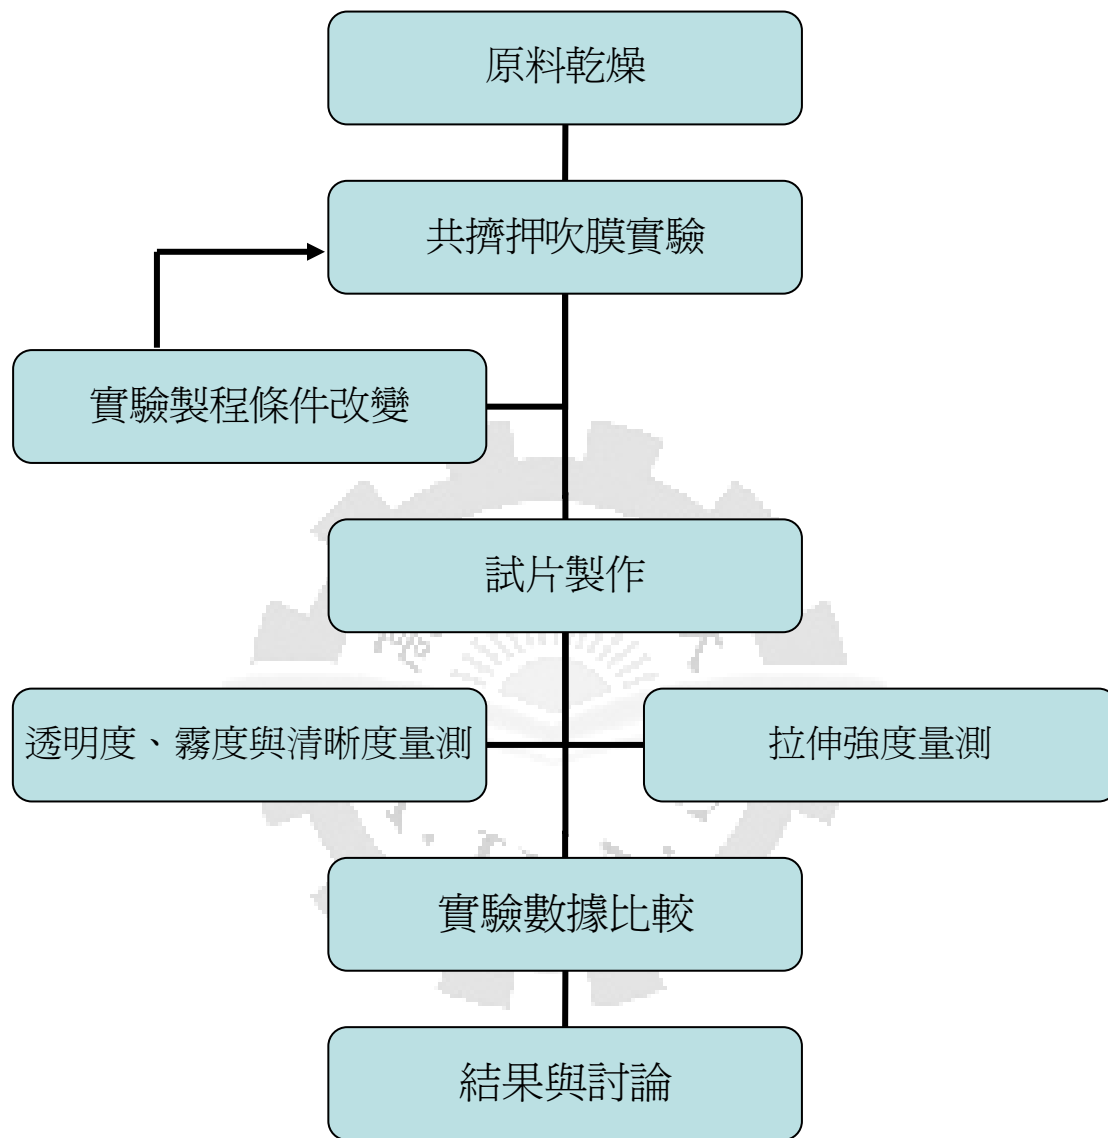 原料乾燥
共擠押吹膜實驗
實驗製程條件改變
試片製作
透明度、霧度與清晰度量測
拉伸強度量測
實驗數據比較
結果與討論